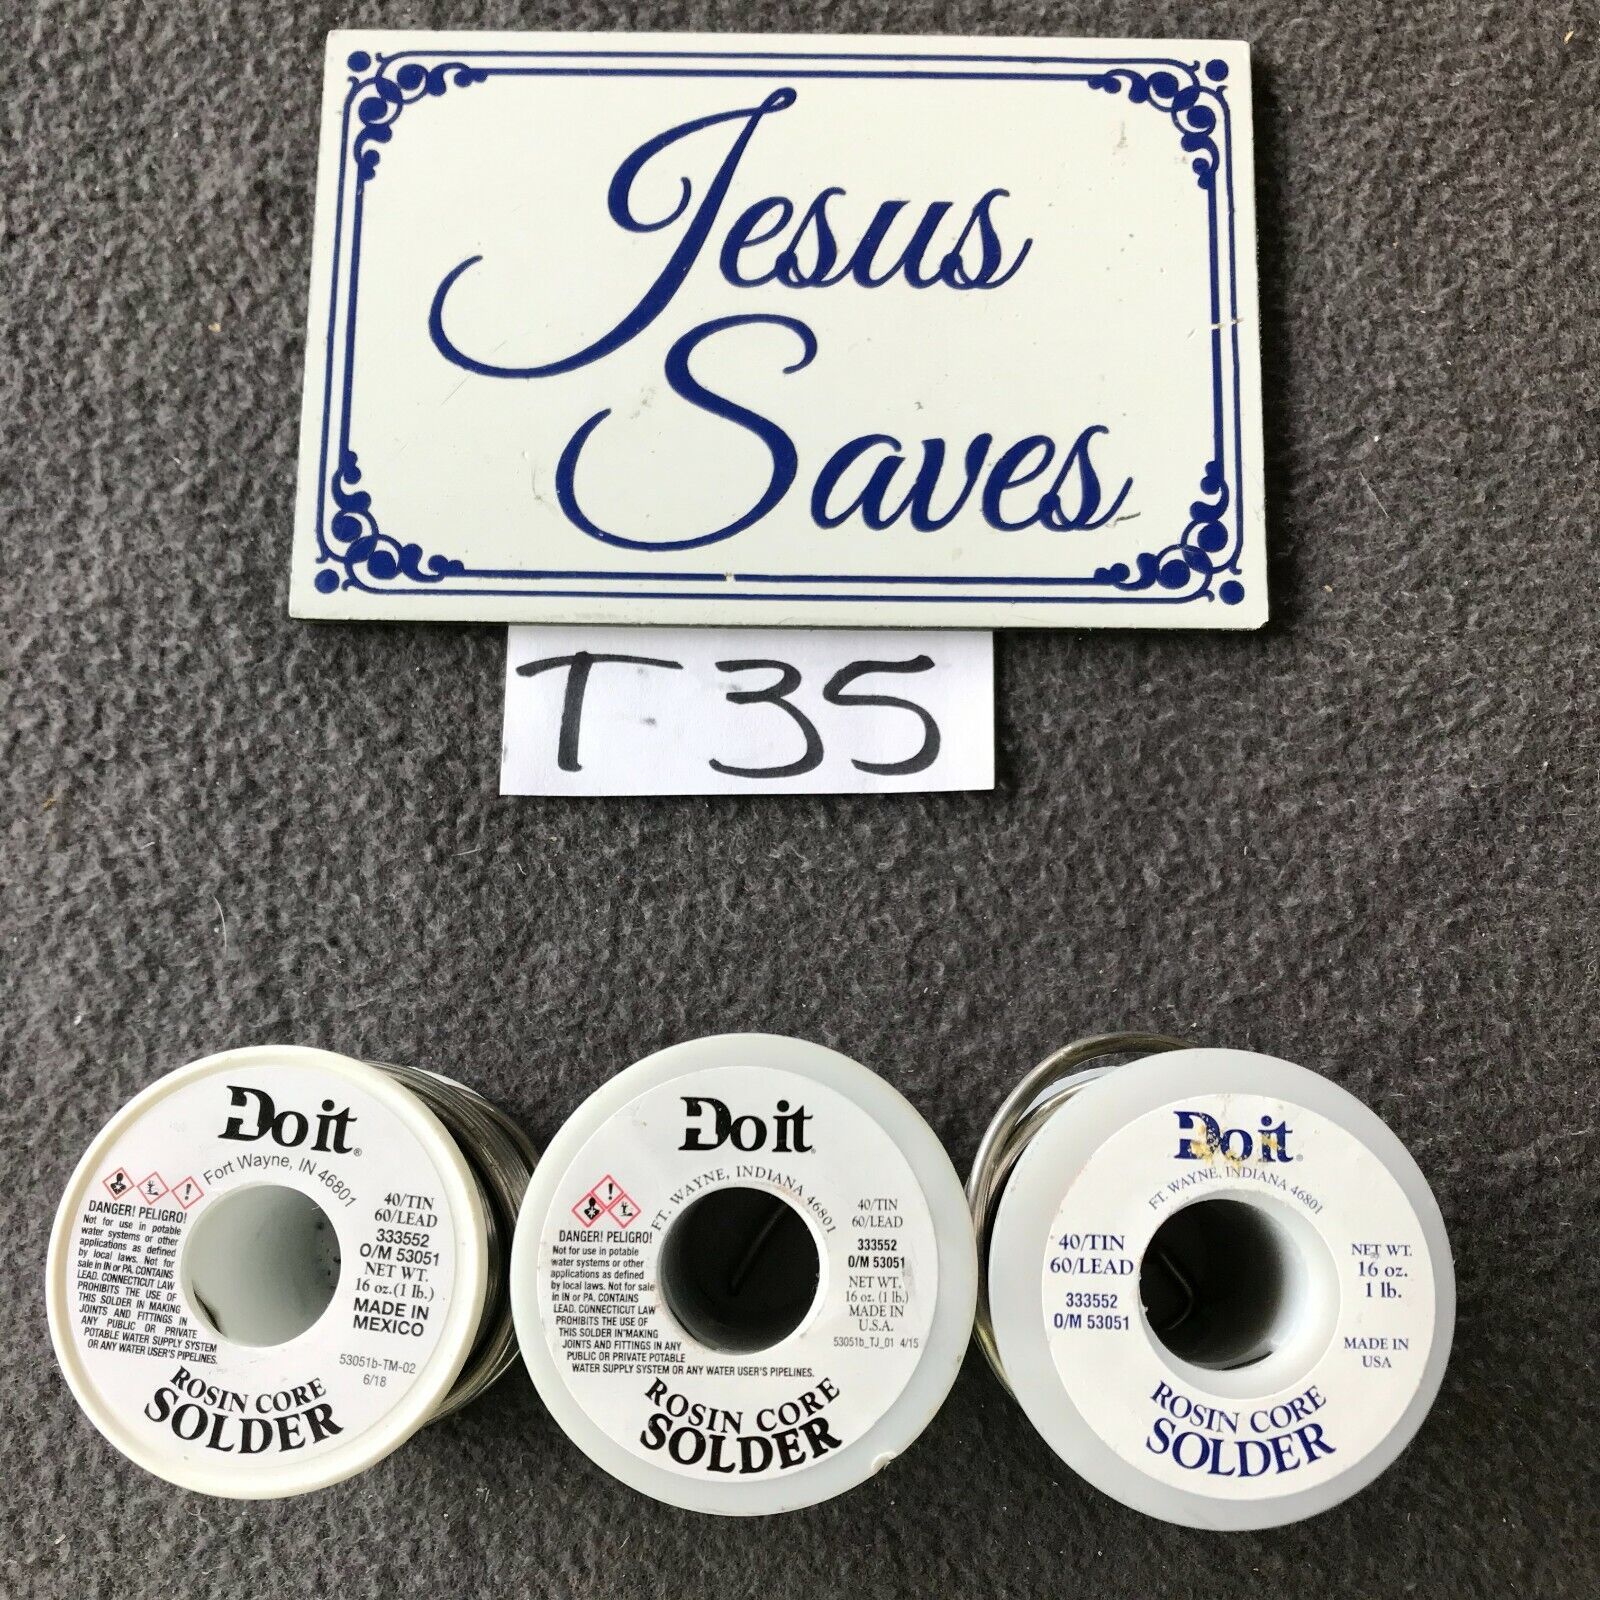 Jesus
Saves
T 35
Do it®
Fort Wayne, IN 46801
DANGER! PELIGRO!
Not for use in potable
water systems or other
applications as defined
by local laws. Not for
sale in IN or PA. CONTAINS
LEAD. CONNECTICUT LAW
PROHIBITS THE USE OF
THIS SOLDER IN MAKING
JOINTS AND FITTINGS IN
ANY PUBLIC OR PRIVATE
POTABLE WATER SUPPLY SYSTEM
OR ANY WATER USER'S PIPELINES.
40/TIN
60/LEAD
333552
O/M 53051
NET WT.
16 oz. (1 lb.)
MADE IN
MEXICO
53051b-TM-02
6/18
ROSIN CORE
SOLDER
Do it®
FT. WAYNE, INDIANA 46801
DANGER! PELIGRO!
Not for use in potable
water systems or other
applications as defined
by local laws. Not for sale
in IN or PA. CONTAINS
LEAD. CONNECTICUT LAW
PROHIBITS THE USE OF
THIS SOLDER IN MAKING
JOINTS AND FITTINGS IN ANY
PUBLIC OR PRIVATE POTABLE
WATER SUPPLY SYSTEM OR ANY WATER USER'S PIPELINES.
40/TIN
60/LEAD
333552
O/M 53051
NET WT.
16 oz. (1 lb.)
MADE IN
U.S.A.
53051b_TJ_01 4/15
ROSIN CORE
SOLDER
Do it®
FT. WAYNE, INDIANA 46801
40/TIN
60/LEAD
333552
O/M 53051
NET WT.
16 oz.
1 lb.
MADE IN
USA
ROSIN CORE
SOLDER